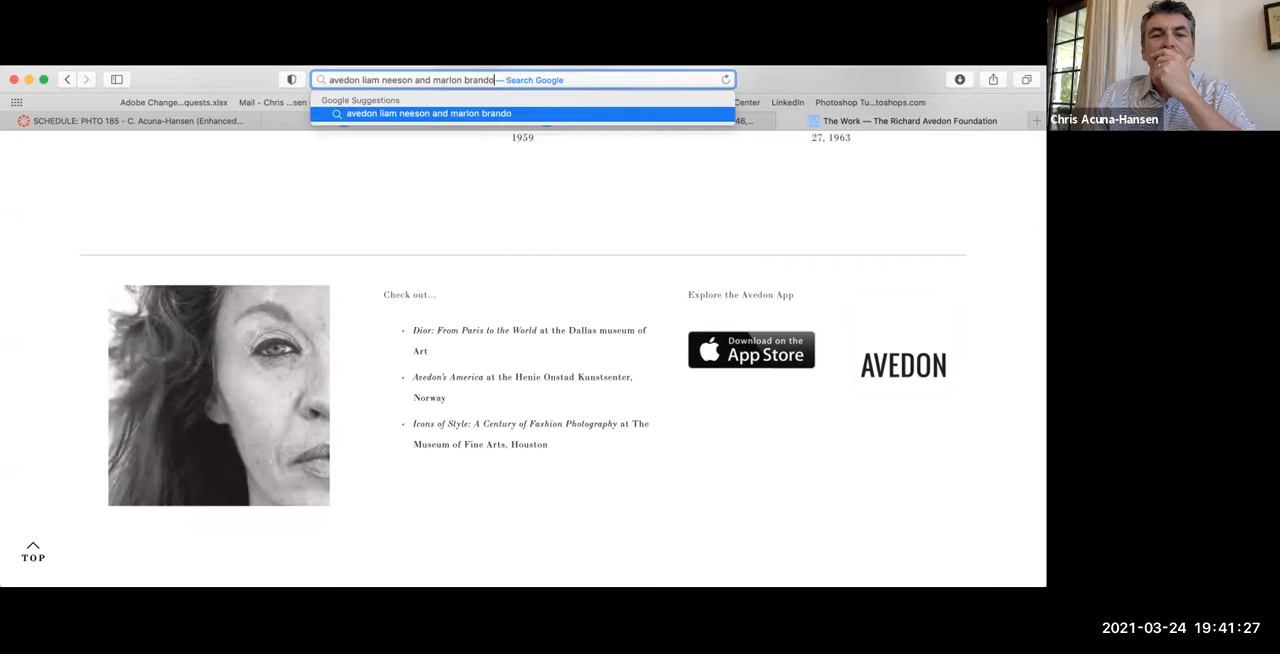 avedon liam neeson and marlon brando — Search Google
Google Suggestions
avedon liam neeson and marlon brando
Adobe Change...quests.xlsx Mail - Chris ...sen Center LinkedIn Photoshop Tu...toshops.com
SCHEDULE: PHTO 185 - C. Acuna-Hansen (Enhanced... 46,... The Work — The Richard Avedon Foundation
Chris Acuna-Hansen
1959
27, 1963
Check out...
Dior: From Paris to the World at the Dallas museum of
Art
Avedon's America at the Henie Onstad Kunstsenter,
Norway
Icons of Style: A Century of Fashion Photography at The
Museum of Fine Arts, Houston
Explore the Avedon App
Download on the
App Store
AVEDON
TOP
2021-03-24 19:41:27